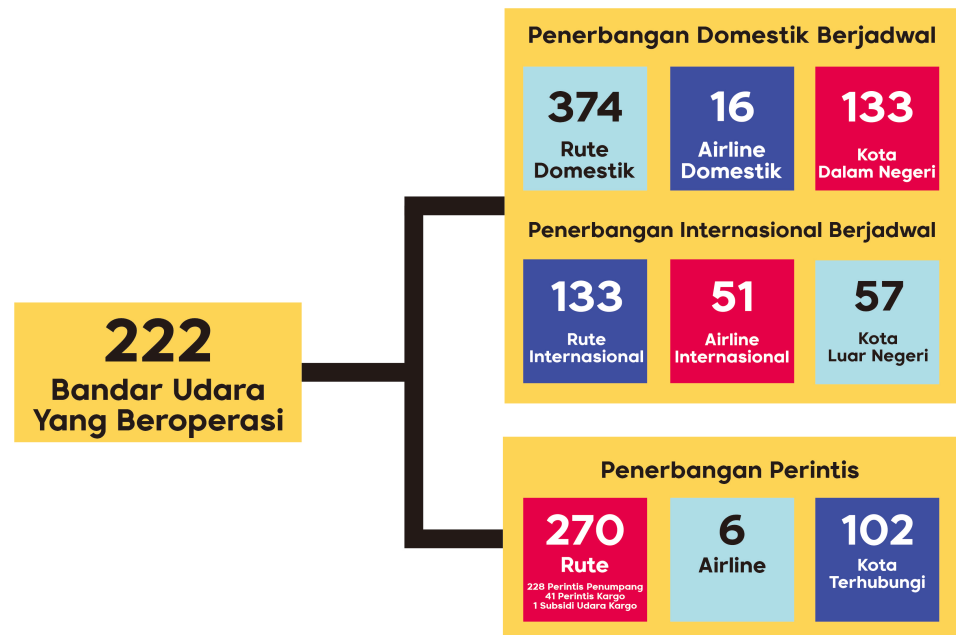 222
Bandar Udara
Yang Beroperasi
Penerbangan Domestik Berjadwal
374
Rute
Domestik
16
Airline
Domestik
133
Kota
Dalam Negeri
Penerbangan Internasional Berjadwal
133
Rute
Internasional
51
Airline
Internasional
57
Kota
Luar Negeri
Penerbangan Perintis
270
Rute
228 Perintis Penumpang
41 Perintis Kargo
1 Subsidi Udara Kargo
6
Airline
102
Kota
Terhubungi